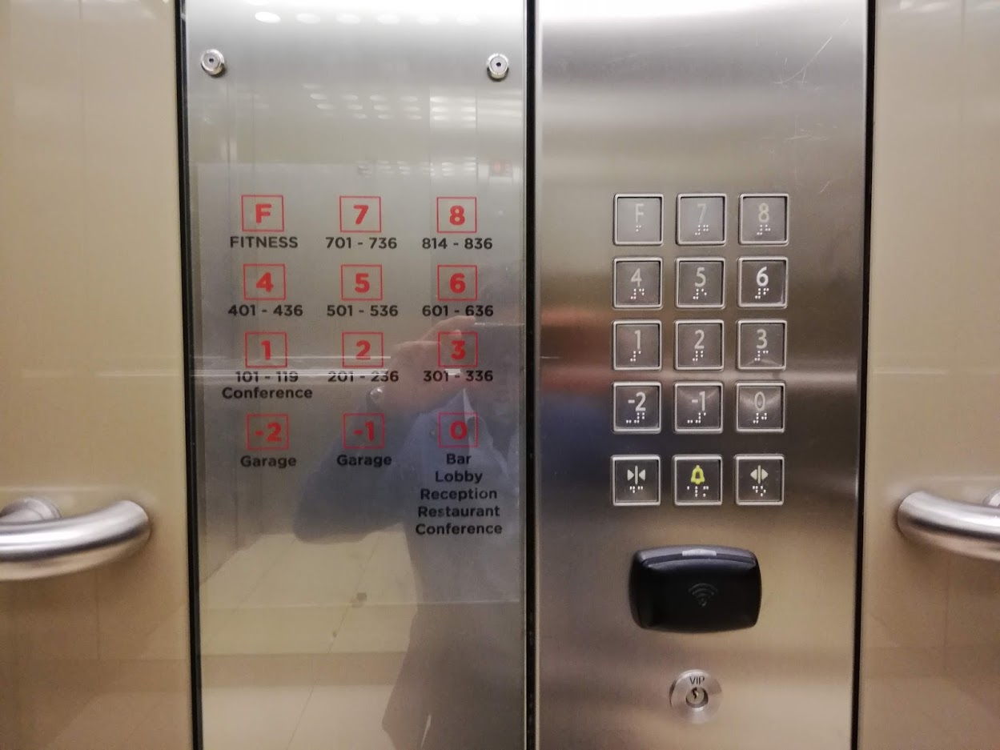 F 7 8
FITNESS 701 - 736 814 - 836
4 5 6
401 - 436 501 - 536 601 - 636
1 2 3
101 - 119 201 - 236 301 - 336
Conference
-2 -1 0
Garage Garage Bar
Lobby
Reception
Restaurant
Conference
F 7 8
4 5 6
1 2 3
-2 -1 0
VIP